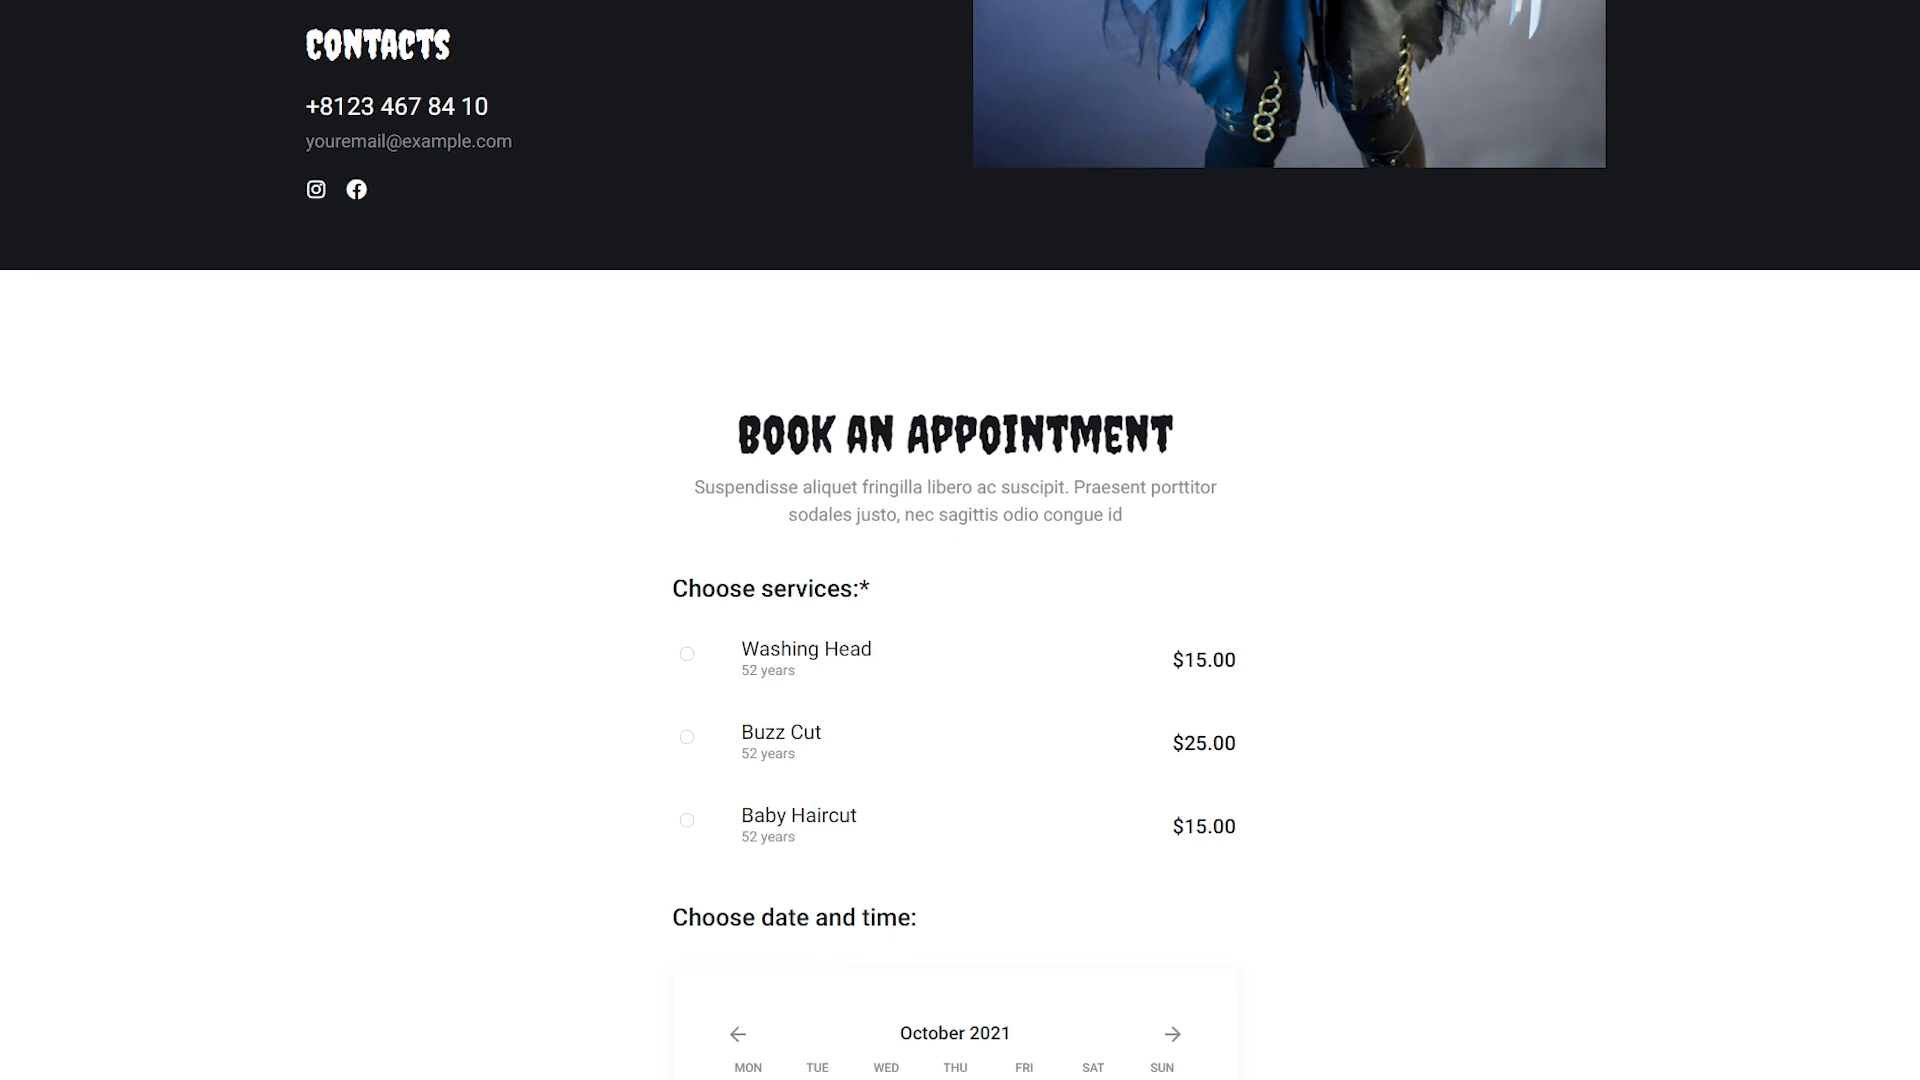 CONTACTS
+8123 467 84 10
youremail@example.com
BOOK AN APPOINTMENT
Suspendisse aliquet fringilla libero ac suscipit. Praesent porttitor
sodales justo, nec sagittis odio congue id
Choose services:*
Washing Head
52 years
$15.00
Buzz Cut
52 years
$25.00
Baby Haircut
52 years
$15.00
Choose date and time:
October 2021
MON TUE WED THU FRI SAT SUN